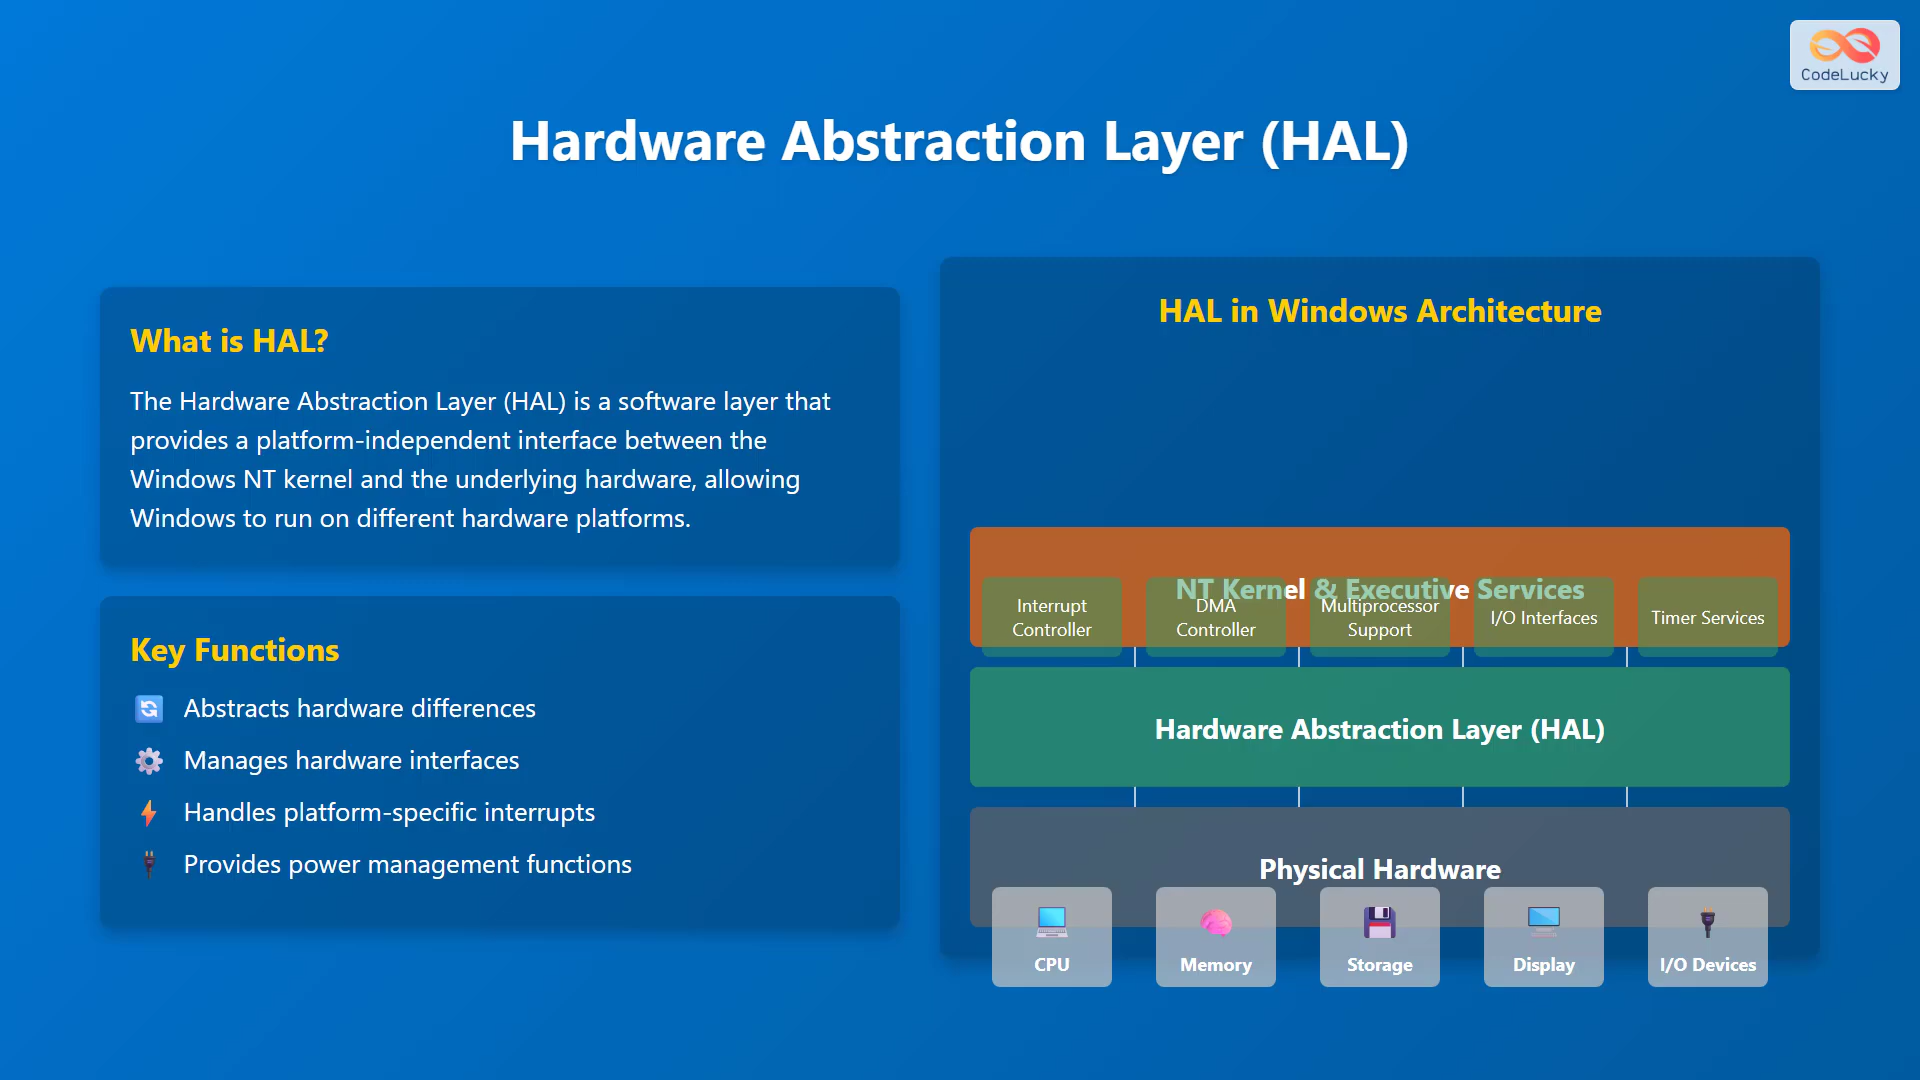 CodeLucky
Hardware Abstraction Layer (HAL)
What is HAL?
The Hardware Abstraction Layer (HAL) is a software layer that
provides a platform-independent interface between the
Windows NT kernel and the underlying hardware, allowing
Windows to run on different hardware platforms.
Key Functions
Abstracts hardware differences
Manages hardware interfaces
Handles platform-specific interrupts
Provides power management functions
HAL in Windows Architecture
NT Kernel & Executive Services
Interrupt
Controller
DMA
Controller
Multiprocessor
Support
I/O Interfaces
Timer Services
Hardware Abstraction Layer (HAL)
Physical Hardware
CPU
Memory
Storage
Display
I/O Devices